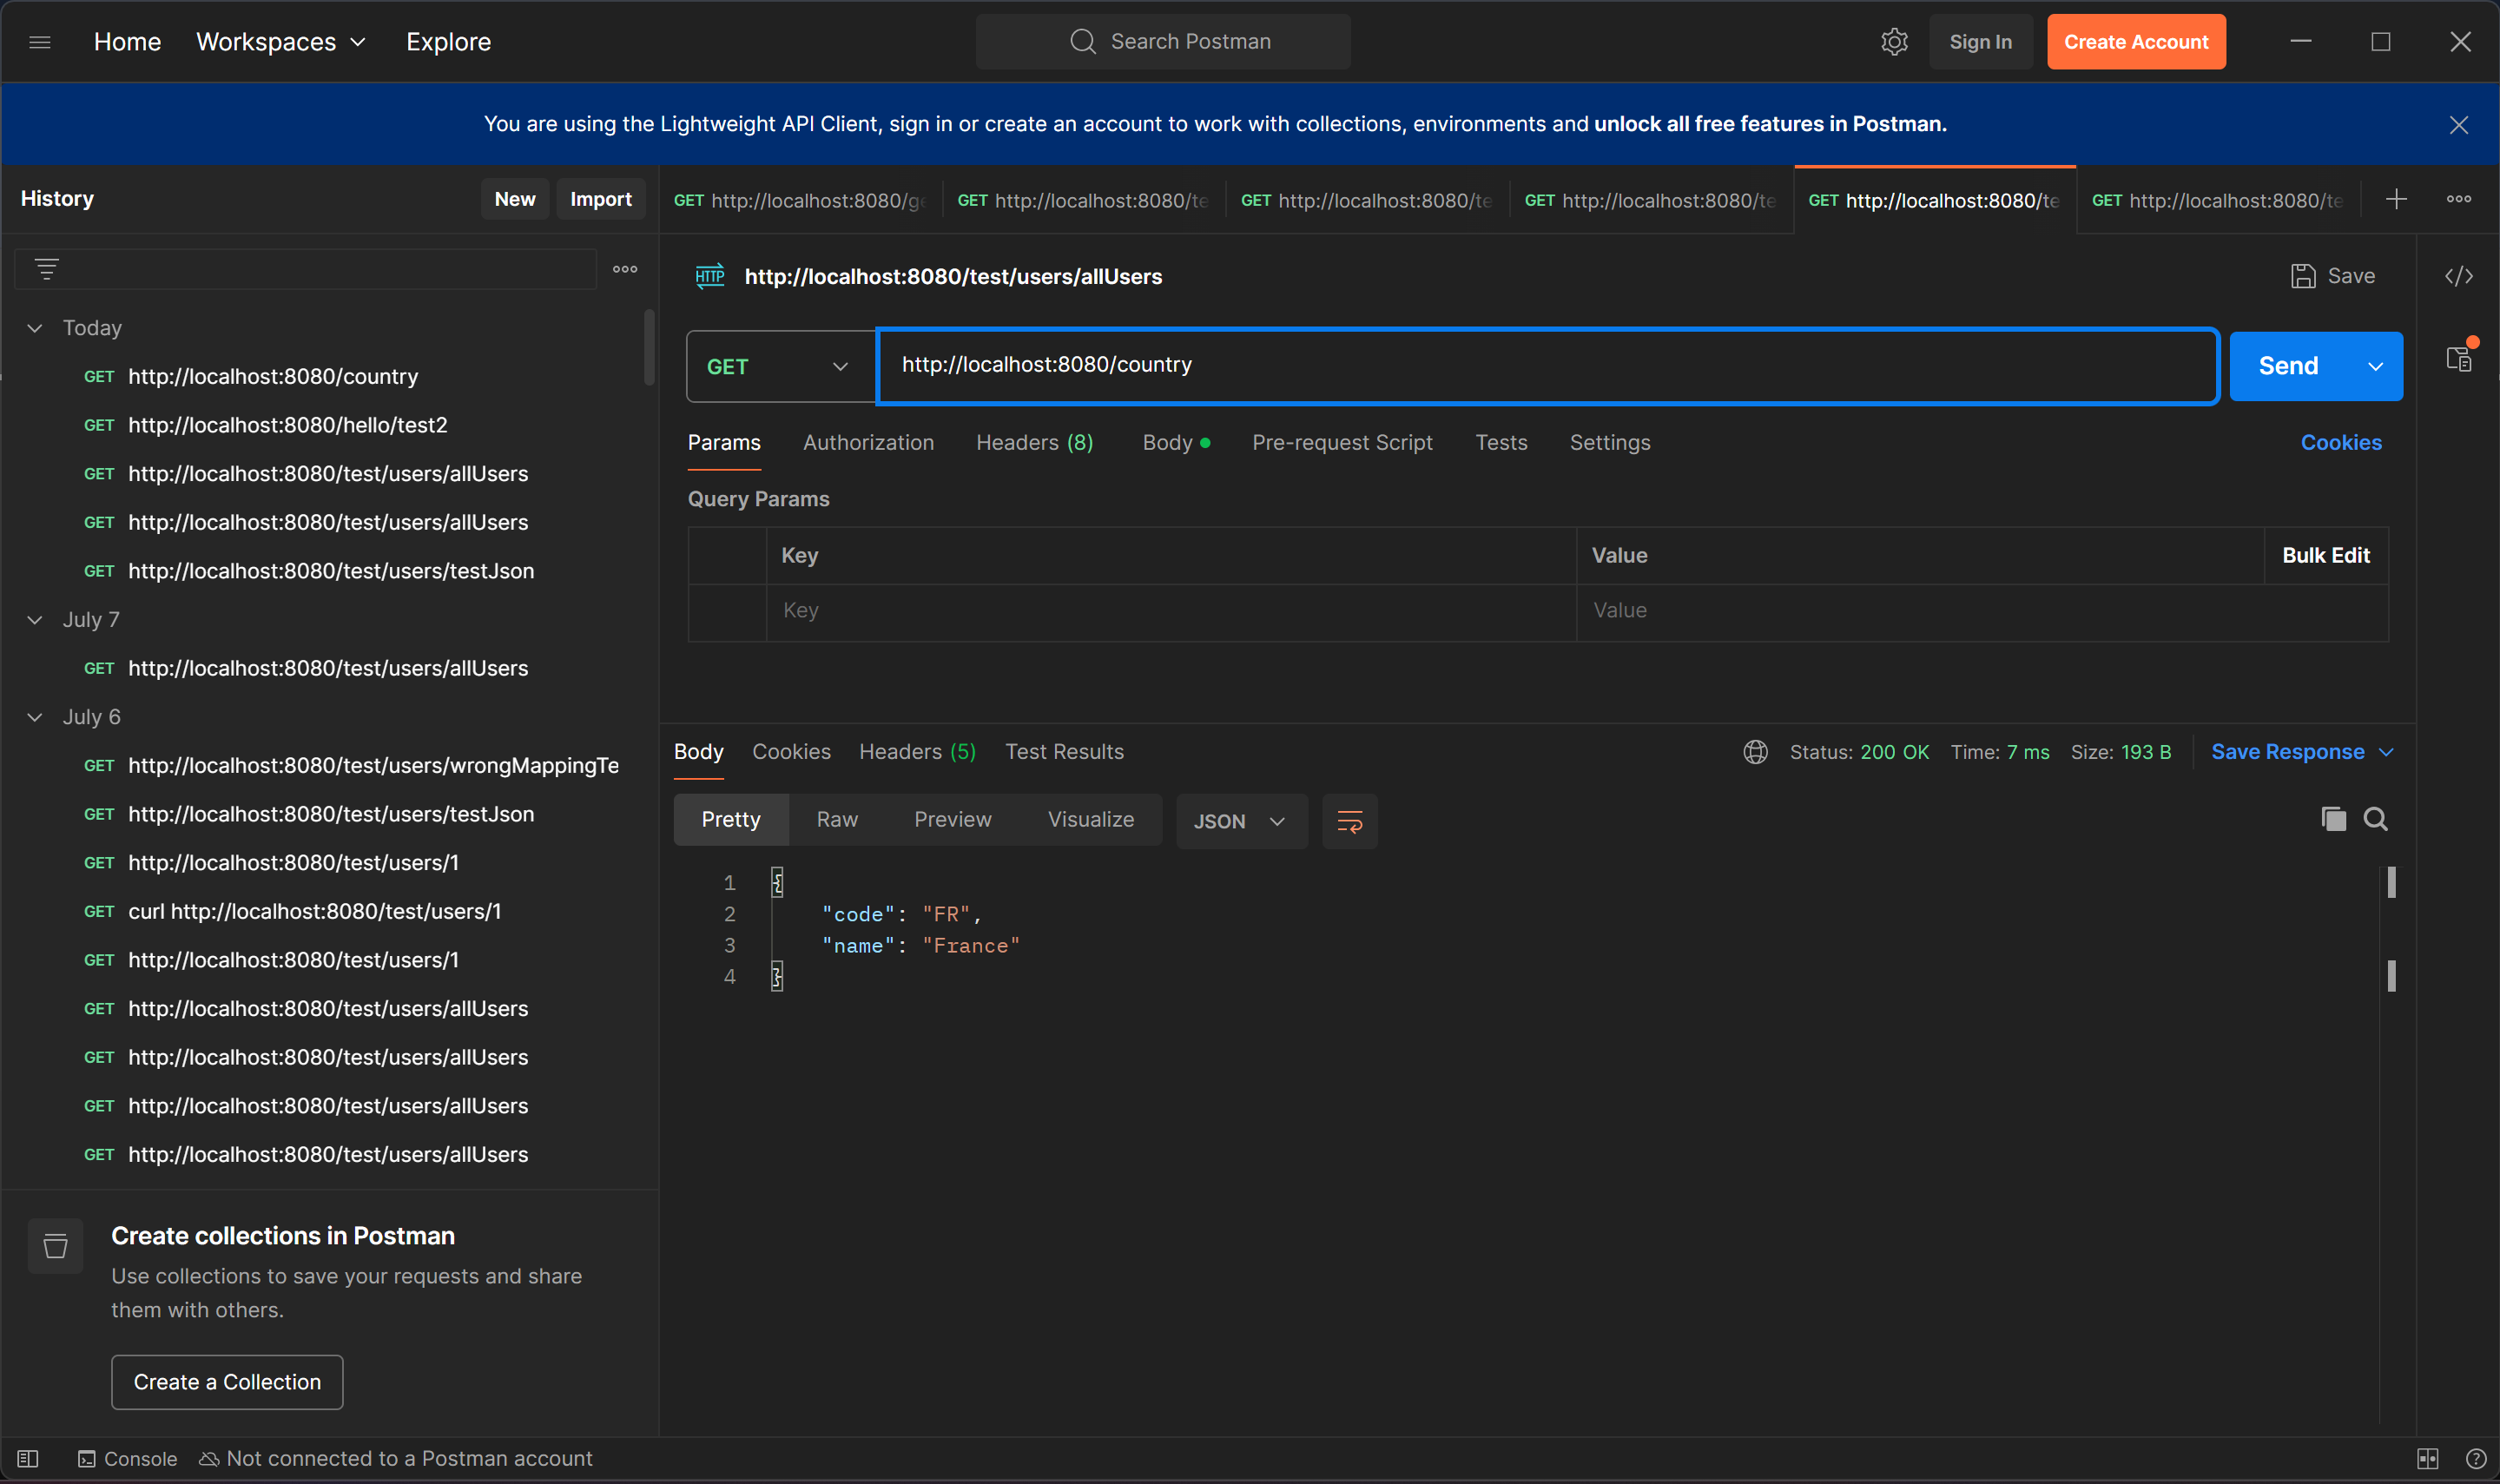 Home Workspaces Explore Search Postman Sign In Create Account
You are using the Lightweight API Client, sign in or create an account to work with collections, environments and unlock all free features in Postman.
History New Import
Today
GET http://localhost:8080/country
GET http://localhost:8080/hello/test2
GET http://localhost:8080/test/users/allUsers
GET http://localhost:8080/test/users/allUsers
GET http://localhost:8080/test/users/testJson
July 7
GET http://localhost:8080/test/users/allUsers
July 6
GET http://localhost:8080/test/users/wrongMappingTe
GET http://localhost:8080/test/users/testJson
GET http://localhost:8080/test/users/1
GET curl http://localhost:8080/test/users/1
GET http://localhost:8080/test/users/1
GET http://localhost:8080/test/users/allUsers
GET http://localhost:8080/test/users/allUsers
GET http://localhost:8080/test/users/allUsers
GET http://localhost:8080/test/users/allUsers
Create collections in Postman
Use collections to save your requests and share
them with others.
Create a Collection
GET http://localhost:8080/ge GET http://localhost:8080/te GET http://localhost:8080/te GET http://localhost:8080/te GET http://localhost:8080/te GET http://localhost:8080/te
HTTP http://localhost:8080/test/users/allUsers Save
GET http://localhost:8080/country Send
Params Authorization Headers (8) Body Pre-request Script Tests Settings Cookies
Query Params
Key Value Bulk Edit
Key Value
Body Cookies Headers (5) Test Results Status: 200 OK Time: 7 ms Size: 193 B Save Response
Pretty Raw Preview Visualize JSON
1 {
2 "code": "FR",
3 "name": "France"
4 }
Console Not connected to a Postman account